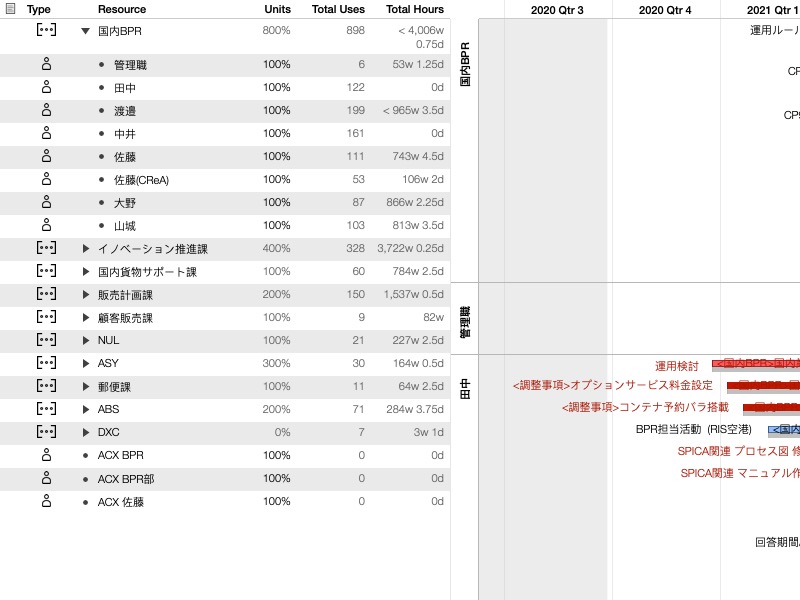 Type Resource Units Total Uses Total Hours 2020 Qtr 3 2020 Qtr 4 2021 Qtr 1
国内BPR 800% 898 < 4,006w
0.75d
管理職 100% 6 53w 1.25d
田中 100% 122 0d
渡邉 100% 199 < 965w 3.5d
中井 100% 161 0d
佐藤 100% 111 743w 4.5d
佐藤(CReA) 100% 53 106w 2d
大野 100% 87 866w 2.25d
山城 100% 103 813w 3.5d
イノベーション推進課 400% 328 3,722w 0.25d
国内貨物サポート課 100% 60 784w 2.5d
販売計画課 200% 150 1,537w 0.5d
顧客販売課 100% 9 82w
NUL 100% 21 227w 2.5d
ASY 300% 30 164w 0.5d
郵便課 100% 11 64w 2.5d
ABS 200% 71 284w 3.75d
DXC 0% 7 3w 1d
ACX BPR 100% 0 0d
ACX BPR部 100% 0 0d
ACX 佐藤 100% 0 0d
国内BPR
運用ルール
CP
CP
管理職
田中
運用検討 <国内BPR>国内
<調整事項>オプションサービス料金設定 <国内BPR>
<調整事項>コンテナ予約バラ搭載 <国内BPR>
BPR担当活動 (RIS空港) <国内
SPICA関連 プロセス図
SPICA関連 マニュアル
回答期間